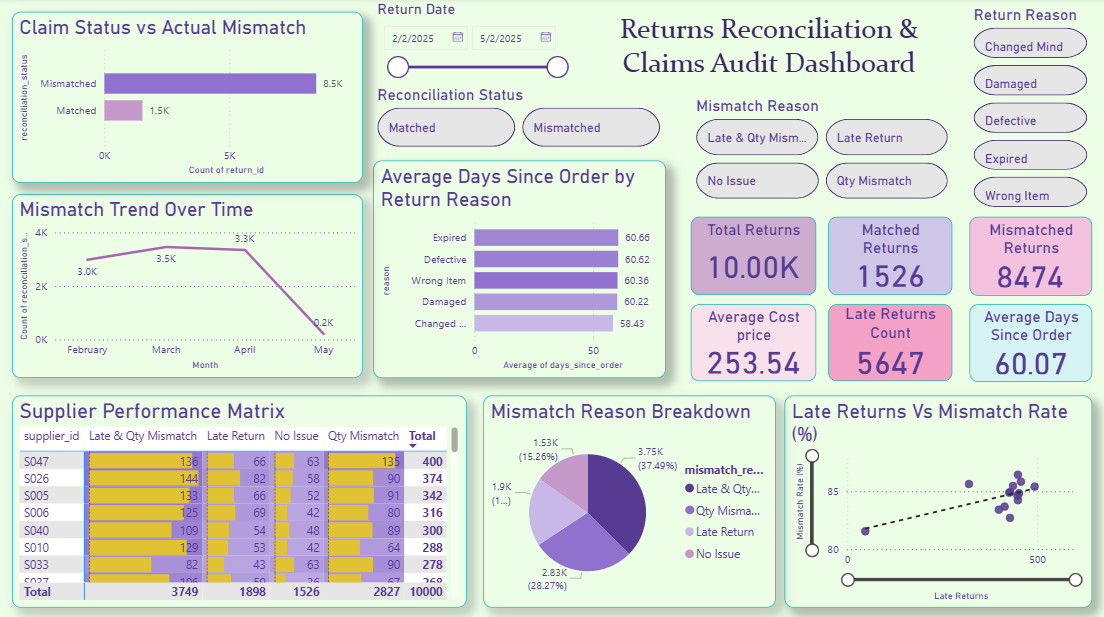 Claim Status vs Actual Mismatch
reconciliation_status
Mismatched
8.5K
Matched
1.5K
0K
5K
Count of return_id
Return Date
2/2/2025
5/2/2025
Reconciliation Status
Matched
Mismatched
Returns Reconciliation &
Claims Audit Dashboard
Mismatch Reason
Late & Qty Mism...
Late Return
No Issue
Qty Mismatch
Return Reason
Changed Mind
Damaged
Defective
Expired
Wrong Item
Mismatch Trend Over Time
Count of reconciliation_s...
4K
2K
0K
3.0K
3.5K
3.3K
0.2K
February
March
April
May
Month
Average Days Since Order by
Return Reason
reason
Expired
60.66
Defective
60.62
Wrong Item
60.36
Damaged
60.22
Changed ...
58.43
0
50
Average of days_since_order
Total Returns
10.00K
Matched
Returns
1526
Mismatched
Returns
8474
Average Cost
price
253.54
Late Returns
Count
5647
Average Days
Since Order
60.07
Supplier Performance Matrix
supplier_id Late & Qty Mismatch Late Return No Issue Qty Mismatch Total
S047 136 66 63 135 400
S026 144 82 58 90 374
S005 133 66 52 91 342
S006 125 69 42 80 316
S040 109 54 48 89 300
S010 129 53 42 64 288
S033 82 43 63 90 278
Total 3749 1898 1526 2827 10000
Mismatch Reason Breakdown
1.53K
(15.26%)
3.75K
(37.49%)
1.9K
(1...)
2.83K
(28.27%)
mismatch_re...
Late & Qty...
Qty Misma...
Late Return
No Issue
Late Returns Vs Mismatch Rate
(%)
Mismatch Rate (%)
85
80
0
500
Late Returns